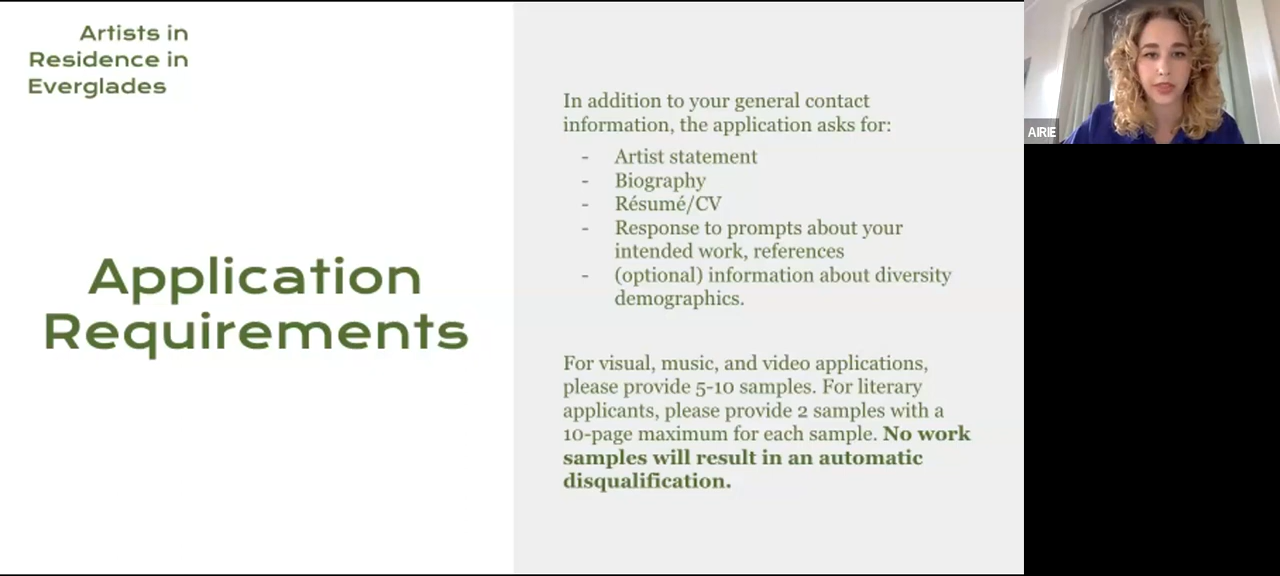 Artists in
Residence in
Everglades
Application
Requirements
In addition to your general contact
information, the application asks for:
- Artist statement
- Biography
- Résumé/CV
- Response to prompts about your
intended work, references
- (optional) information about diversity
demographics.
For visual, music, and video applications,
please provide 5-10 samples. For literary
applicants, please provide 2 samples with a
10-page maximum for each sample. No work
samples will result in an automatic
disqualification.
AIRIE